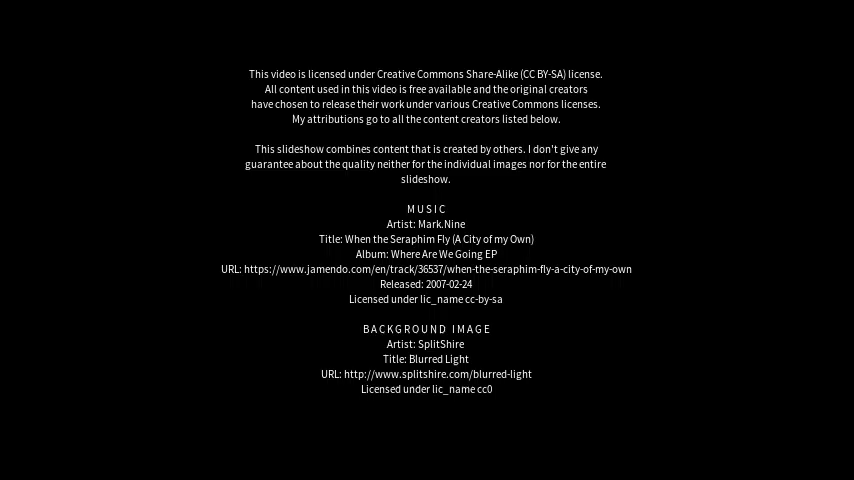 This video is licensed under Creative Commons Share-Alike (CC BY-SA) license.
All content used in this video is free available and the original creators
have chosen to release their work under various Creative Commons licenses.
My attributions go to all the content creators listed below.
This slideshow combines content that is created by others. I don't give any
guarantee about the quality neither for the individual images nor for the entire
slideshow.
MUSIC
Artist: Mark.Nine
Title: When the Seraphim Fly (A City of my Own)
Album: Where Are We Going EP
URL: https://www.jamendo.com/en/track/36537/when-the-seraphim-fly-a-city-of-my-own
Released: 2007-02-24
Licensed under lic_name cc-by-sa
BACKGROUND IMAGE
Artist: SplitShire
Title: Blurred Light
URL: http://www.splitshire.com/blurred-light
Licensed under lic_name cc0